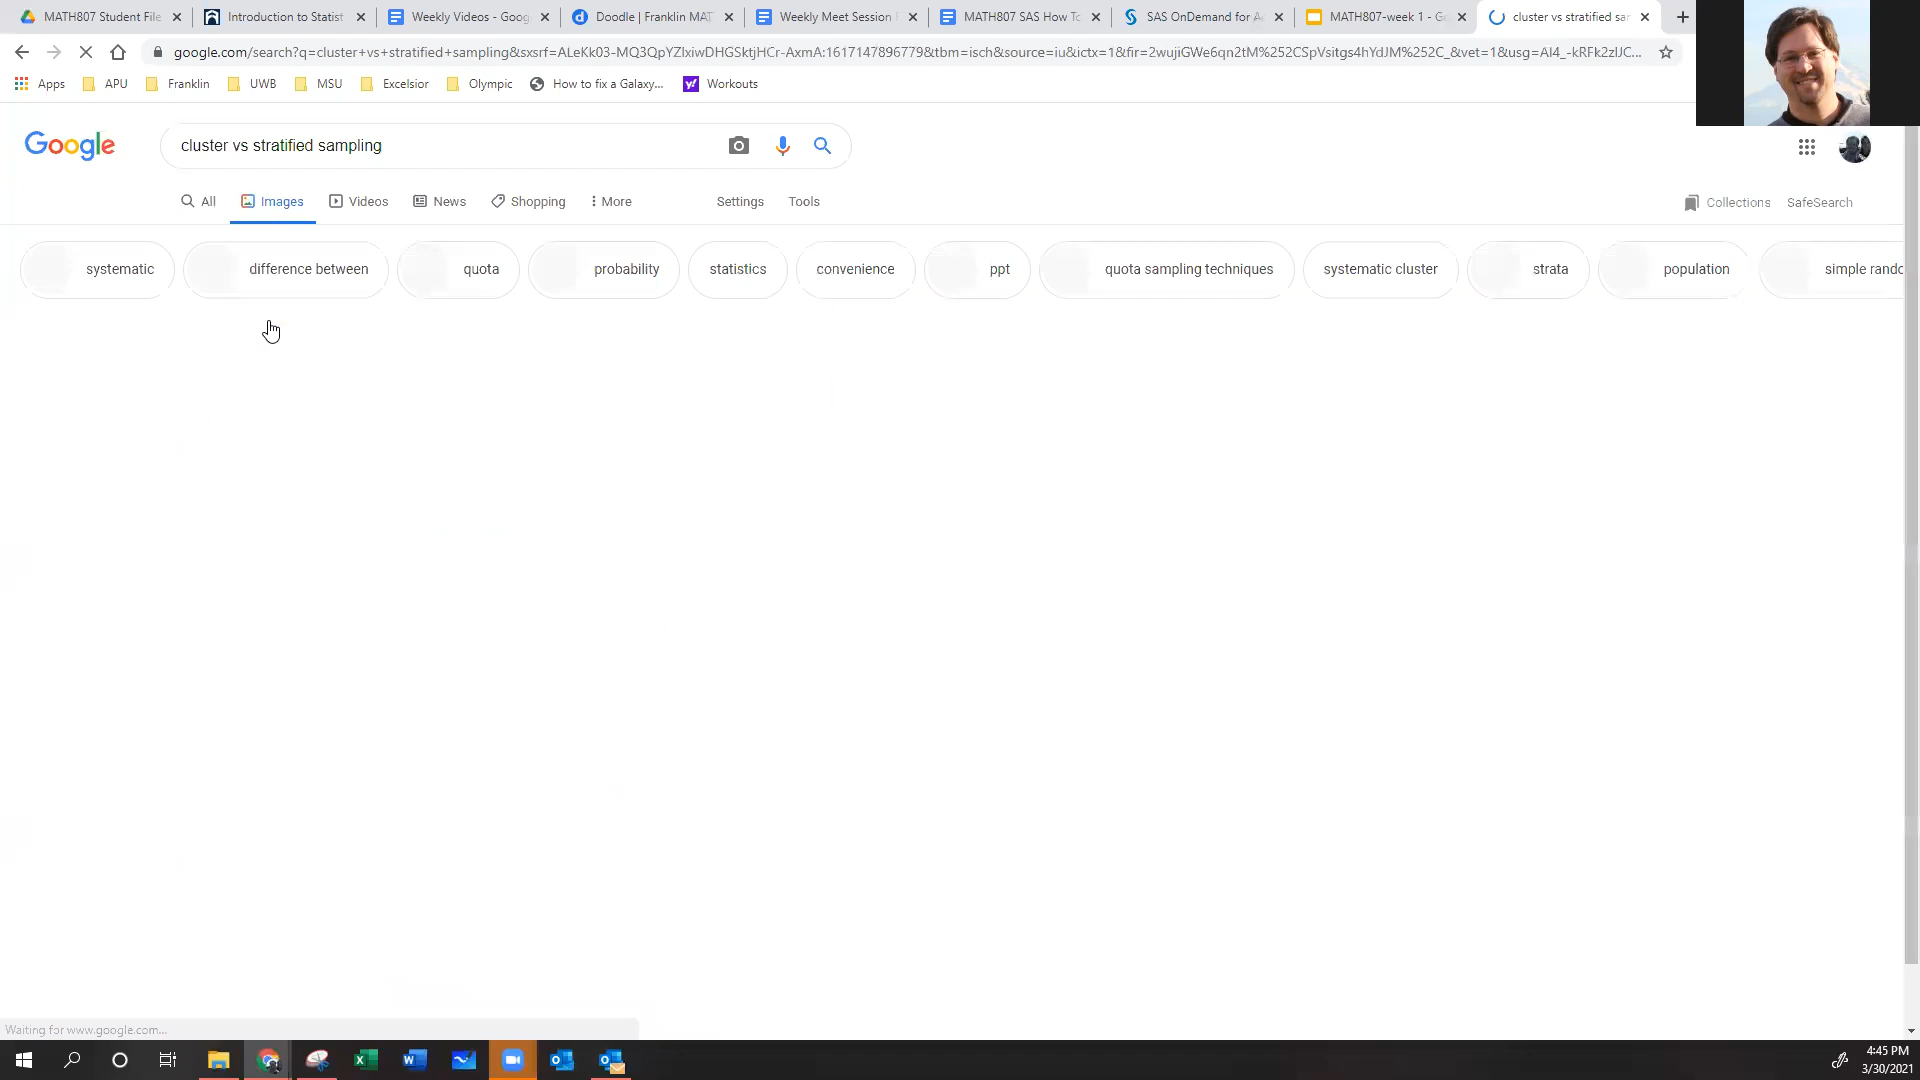 MATH807 Student File
Introduction to Statist
Weekly Videos - Goog
Doodle | Franklin MAT
Weekly Meet Session
MATH807 SAS How To
SAS OnDemand for A
MATH807-week 1 - Go
cluster vs stratified sar
google.com/search?q=cluster+vs+stratified+sampling&sxsrf=ALeKk03-MQ3QpYZIxiwDHGSktjHCr-AxmA:1617147896779&tbm=isch&source=iu&ictx=1&fir=2wujiGWe6qn2tM%252CSpVsitgs4hYdJM%252C_&vet=1&usg=AI4_-kRFk2zlJC...
Apps
APU
Franklin
UWB
MSU
Excelsior
Olympic
How to fix a Galaxy...
Workouts
Google
cluster vs stratified sampling
All
Images
Videos
News
Shopping
More
Settings
Tools
Collections
SafeSearch
systematic
difference between
quota
probability
statistics
convenience
ppt
quota sampling techniques
systematic cluster
strata
population
simple rando
Waiting for www.google.com...
4:45 PM
3/30/2021